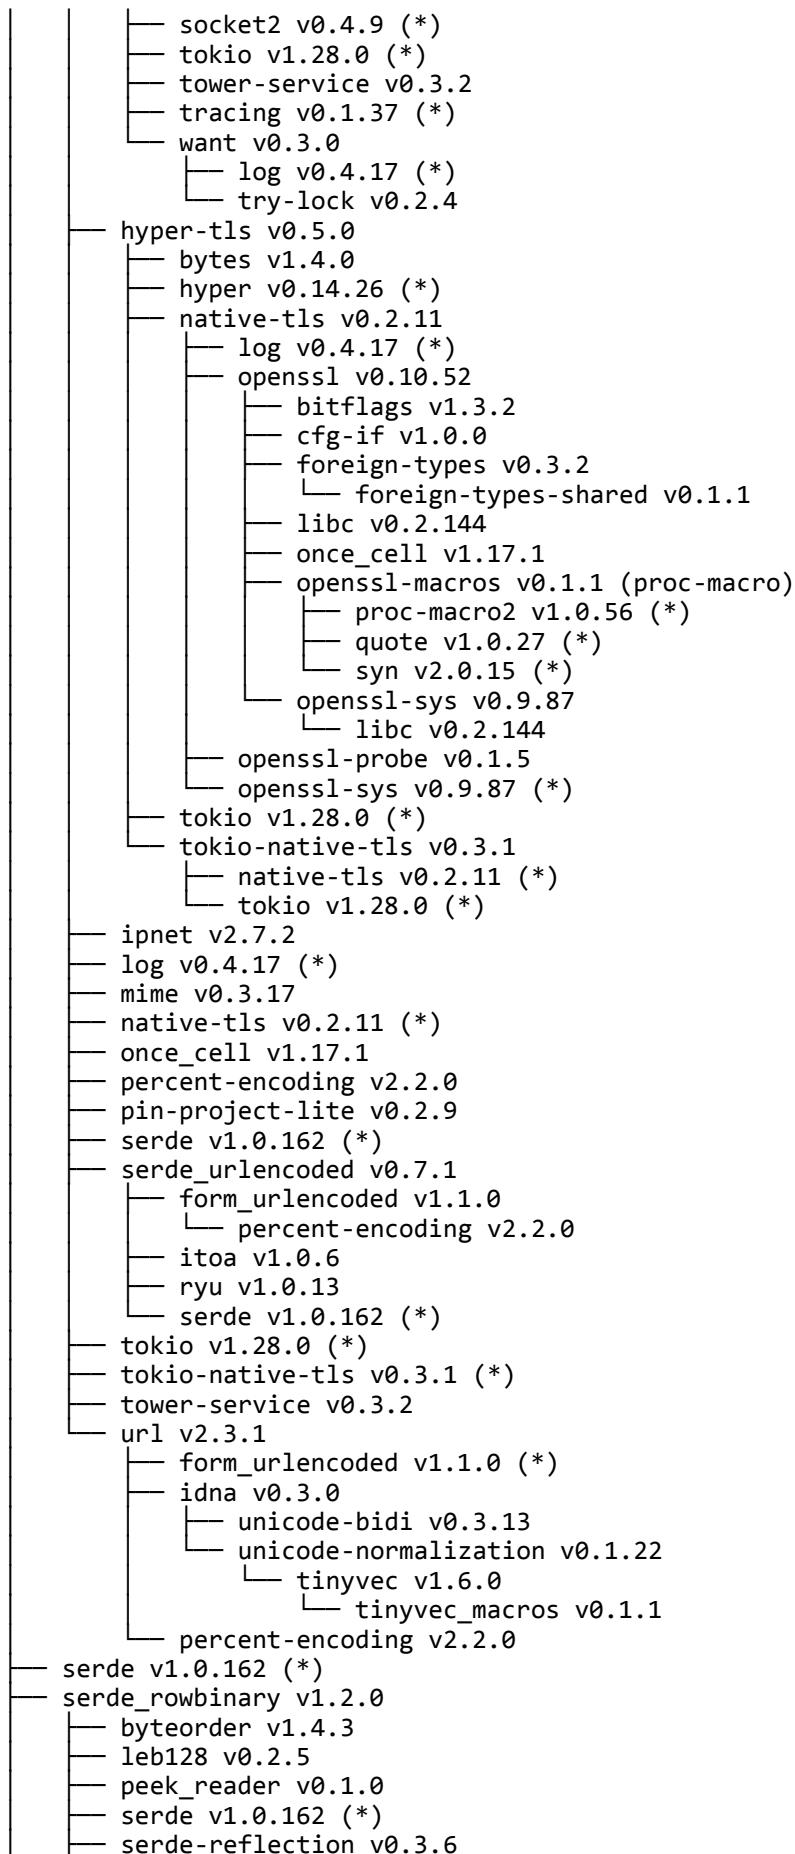 │   │   ├── socket2 v0.4.9 (*)
│   │   ├── tokio v1.28.0 (*)
│   │   ├── tower-service v0.3.2
│   │   ├── tracing v0.1.37 (*)
│   │   └── want v0.3.0
│   │       ├── log v0.4.17 (*)
│   │       └── try-lock v0.2.4
│   ├── hyper-tls v0.5.0
│   │   ├── bytes v1.4.0
│   │   ├── hyper v0.14.26 (*)
│   │   ├── native-tls v0.2.11
│   │   │   ├── log v0.4.17 (*)
│   │   │   ├── openssl v0.10.52
│   │   │   │   ├── bitflags v1.3.2
│   │   │   │   ├── cfg-if v1.0.0
│   │   │   │   ├── foreign-types v0.3.2
│   │   │   │   │   └── foreign-types-shared v0.1.1
│   │   │   │   ├── libc v0.2.144
│   │   │   │   ├── once_cell v1.17.1
│   │   │   │   ├── openssl-macros v0.1.1 (proc-macro)
│   │   │   │   │   ├── proc-macro2 v1.0.56 (*)
│   │   │   │   │   ├── quote v1.0.27 (*)
│   │   │   │   │   └── syn v2.0.15 (*)
│   │   │   │   └── openssl-sys v0.9.87
│   │   │   │       └── libc v0.2.144
│   │   │   ├── openssl-probe v0.1.5
│   │   │   └── openssl-sys v0.9.87 (*)
│   │   ├── tokio v1.28.0 (*)
│   │   └── tokio-native-tls v0.3.1
│   │       ├── native-tls v0.2.11 (*)
│   │       └── tokio v1.28.0 (*)
│   ├── ipnet v2.7.2
│   ├── log v0.4.17 (*)
│   ├── mime v0.3.17
│   ├── native-tls v0.2.11 (*)
│   ├── once_cell v1.17.1
│   ├── percent-encoding v2.2.0
│   ├── pin-project-lite v0.2.9
│   ├── serde v1.0.162 (*)
│   ├── serde_urlencoded v0.7.1
│   │   ├── form_urlencoded v1.1.0
│   │   │   └── percent-encoding v2.2.0
│   │   ├── itoa v1.0.6
│   │   ├── ryu v1.0.13
│   │   └── serde v1.0.162 (*)
│   ├── tokio v1.28.0 (*)
│   ├── tokio-native-tls v0.3.1 (*)
│   ├── tower-service v0.3.2
│   └── url v2.3.1
│       ├── form_urlencoded v1.1.0 (*)
│       ├── idna v0.3.0
│       │   ├── unicode-bidi v0.3.13
│       │   └── unicode-normalization v0.1.22
│       │       └── tinyvec v1.6.0
│       │           └── tinyvec_macros v0.1.1
│       └── percent-encoding v2.2.0
├── serde v1.0.162 (*)
├── serde_rowbinary v1.2.0
│   ├── byteorder v1.4.3
│   ├── leb128 v0.2.5
│   ├── peek_reader v0.1.0
│   ├── serde v1.0.162 (*)
│   ├── serde-reflection v0.3.6